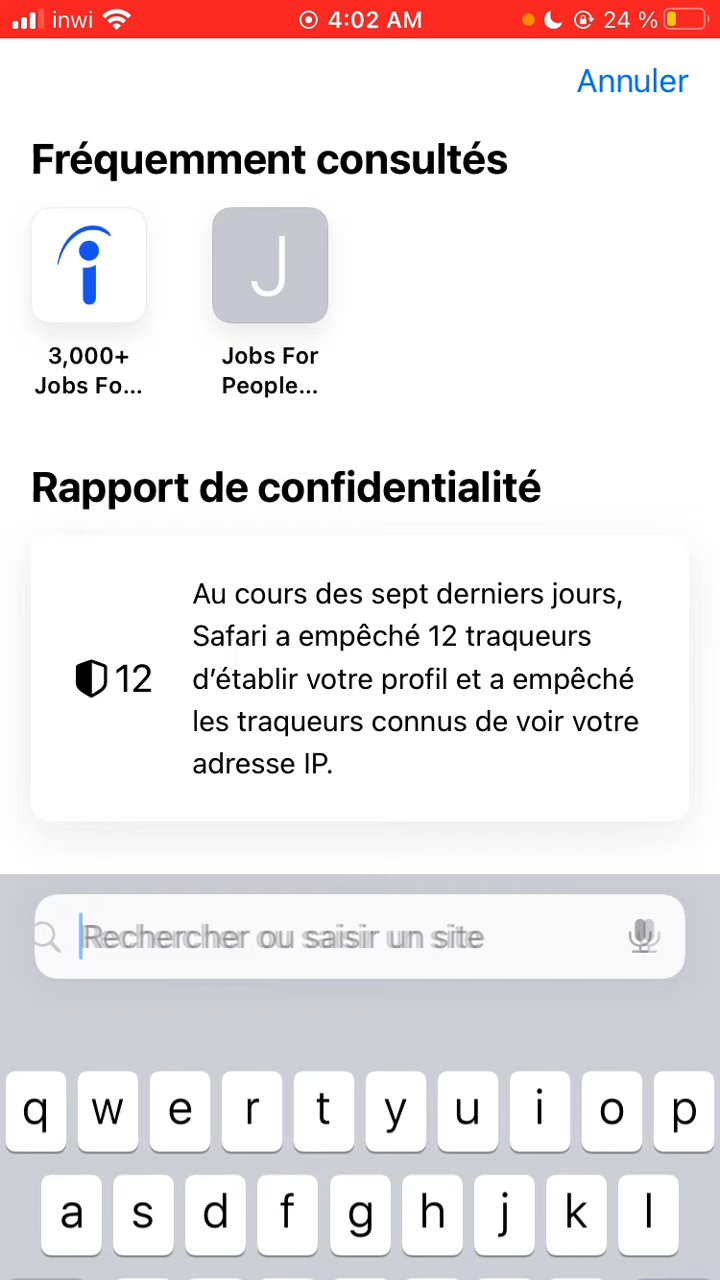 inwi 4:02 AM 24 %
Annuler
Fréquemment consultés
J
3,000+
Jobs Fo...
Jobs For
People...
Rapport de confidentialité
12
Au cours des sept derniers jours,
Safari a empêché 12 traqueurs
d’établir votre profil et a empêché
les traqueurs connus de voir votre
adresse IP.
Rechercher ou saisir un site
q w e r t y u i o p
a s d f g h j k l